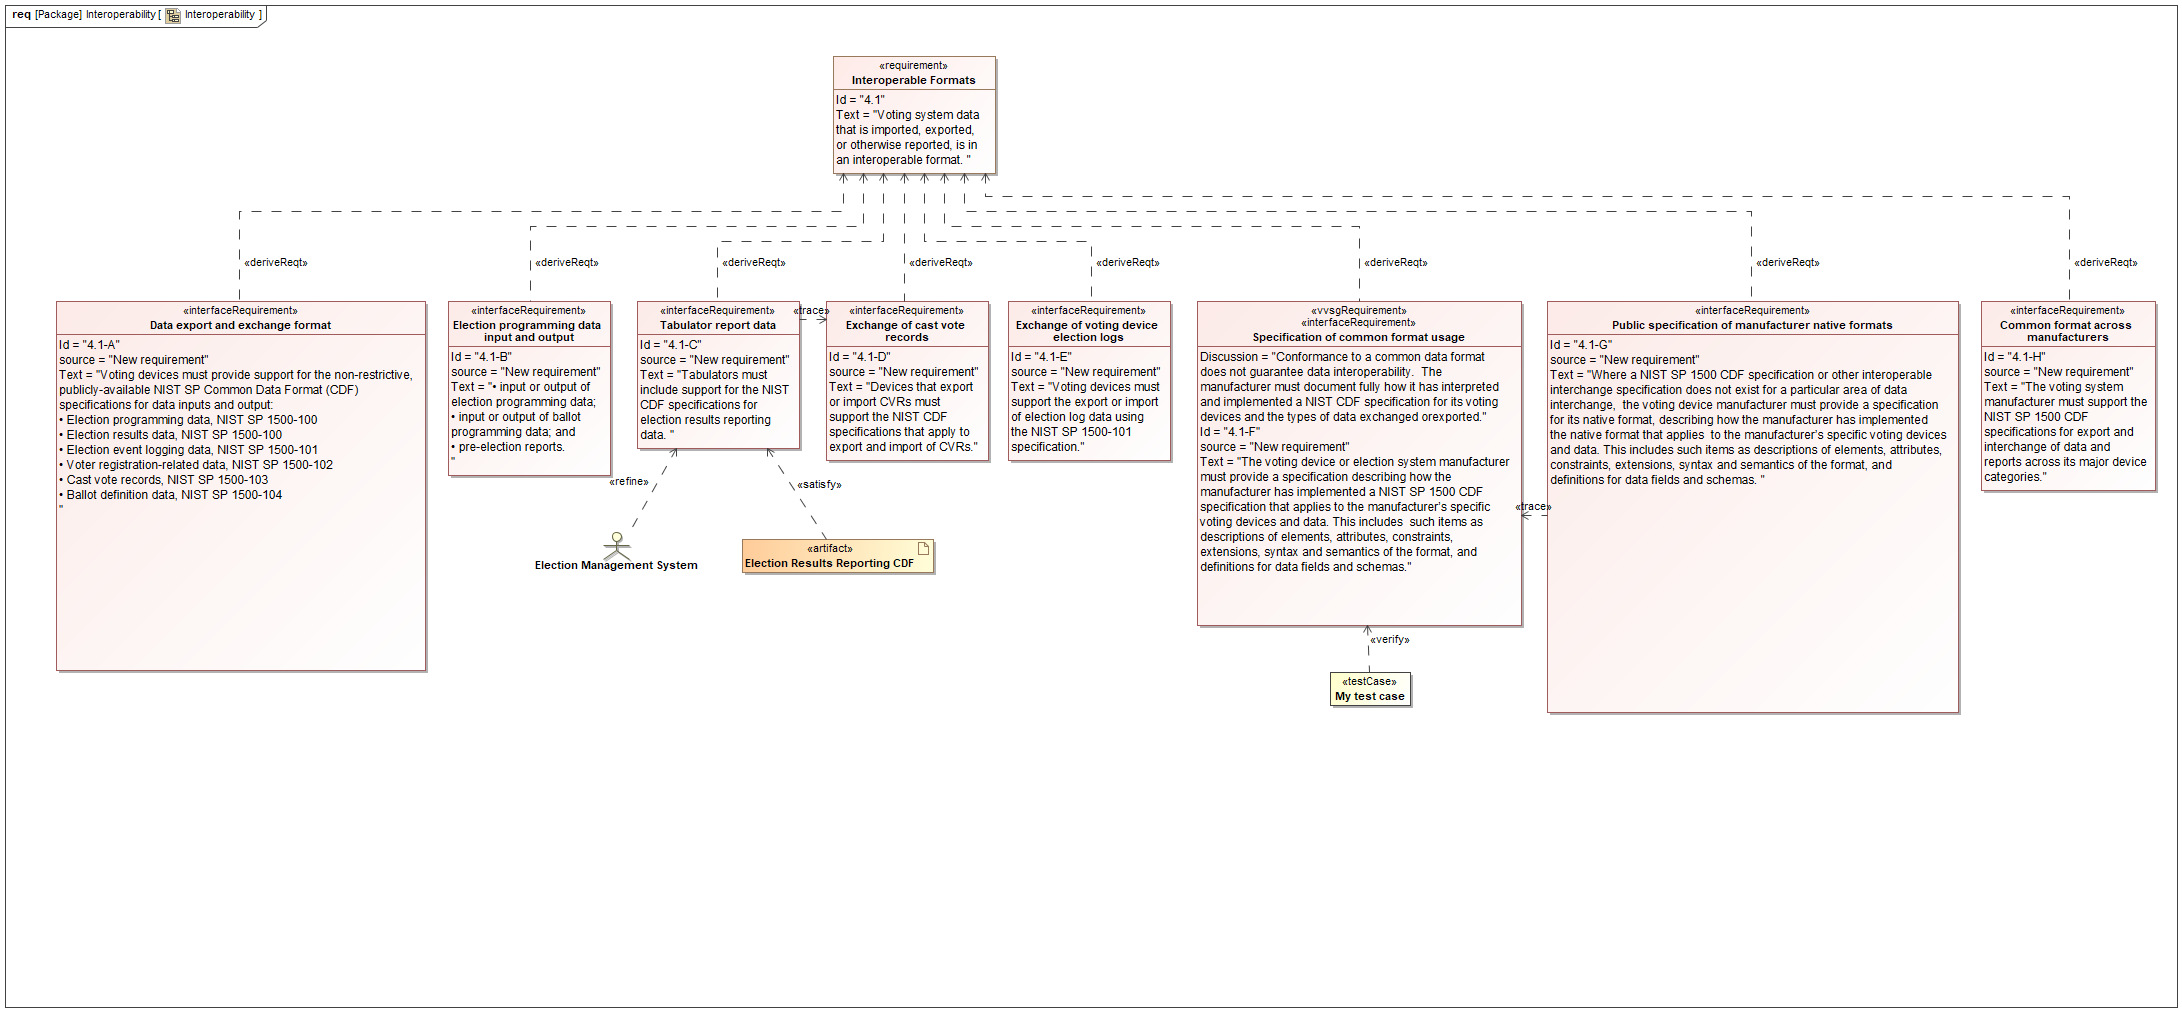 req [Package] Interoperability [ Interoperability ]
«requirement»
Interoperable Formats
Id = "4.1"
Text = "Voting system data
that is imported, exported,
or otherwise reported, is in
an interoperable format. "
«deriveReqt»
«deriveReqt»
«deriveReqt»
«deriveReqt»
«deriveReqt»
«deriveReqt»
«deriveReqt»
«deriveReqt»
«interfaceRequirement»
Data export and exchange format
Id = "4.1-A"
source = "New requirement"
Text = "Voting devices must provide support for the non-restrictive,
publicly-available NIST SP Common Data Format (CDF)
specifications for data inputs and output:
• Election programming data, NIST SP 1500-100
• Election results data, NIST SP 1500-100
• Election event logging data, NIST SP 1500-101
• Voter registration-related data, NIST SP 1500-102
• Cast vote records, NIST SP 1500-103
• Ballot definition data, NIST SP 1500-104
"
«interfaceRequirement»
Election programming data
input and output
Id = "4.1-B"
source = "New requirement"
Text = "• input or output of
election programming data;
• input or output of ballot
programming data; and
• pre-election reports.
"
«interfaceRequirement»
Tabulator report data
Id = "4.1-C"
source = "New requirement"
Text = "Tabulators must
include support for the NIST
CDF specifications for
election results reporting
data. "
«trace»
«interfaceRequirement»
Exchange of cast vote
records
Id = "4.1-D"
source = "New requirement"
Text = "Devices that export
or import CVRs must
support the NIST CDF
specifications that apply to
export and import of CVRs."
«interfaceRequirement»
Exchange of voting device
election logs
Id = "4.1-E"
source = "New requirement"
Text = "Voting devices must
support the export or import
of election log data using
the NIST SP 1500-101
specification."
«vvsgRequirement»
«interfaceRequirement»
Specification of common format usage
Discussion = "Conformance to a common data format
does not guarantee data interoperability.  The
manufacturer must document fully how it has interpreted
and implemented a NIST CDF specification for its voting
devices and the types of data exchanged orexported."
Id = "4.1-F"
source = "New requirement"
Text = "The voting device or election system manufacturer
must provide a specification describing how the
manufacturer has implemented a NIST SP 1500 CDF
specification that applies to the manufacturer's specific
voting devices and data. This includes  such items as
descriptions of elements, attributes, constraints,
extensions, syntax and semantics of the format, and
definitions for data fields and schemas."
«trace»
«interfaceRequirement»
Public specification of manufacturer native formats
Id = "4.1-G"
source = "New requirement"
Text = "Where a NIST SP 1500 CDF specification or other interoperable
interchange specification does not exist for a particular area of data
interchange,  the voting device manufacturer must provide a specification
for its native format, describing how the manufacturer has implemented
the native format that applies  to the manufacturer's specific voting devices
and data. This includes such items as descriptions of elements, attributes,
constraints, extensions, syntax and semantics of the format, and
definitions for data fields and schemas. "
«interfaceRequirement»
Common format across
manufacturers
Id = "4.1-H"
source = "New requirement"
Text = "The voting system
manufacturer must support the
NIST SP 1500 CDF
specifications for export and
interchange of data and
reports across its major device
categories."
«refine»
«satisfy»
Election Management System
«artifact»
Election Results Reporting CDF
«verify»
«testCase»
My test case